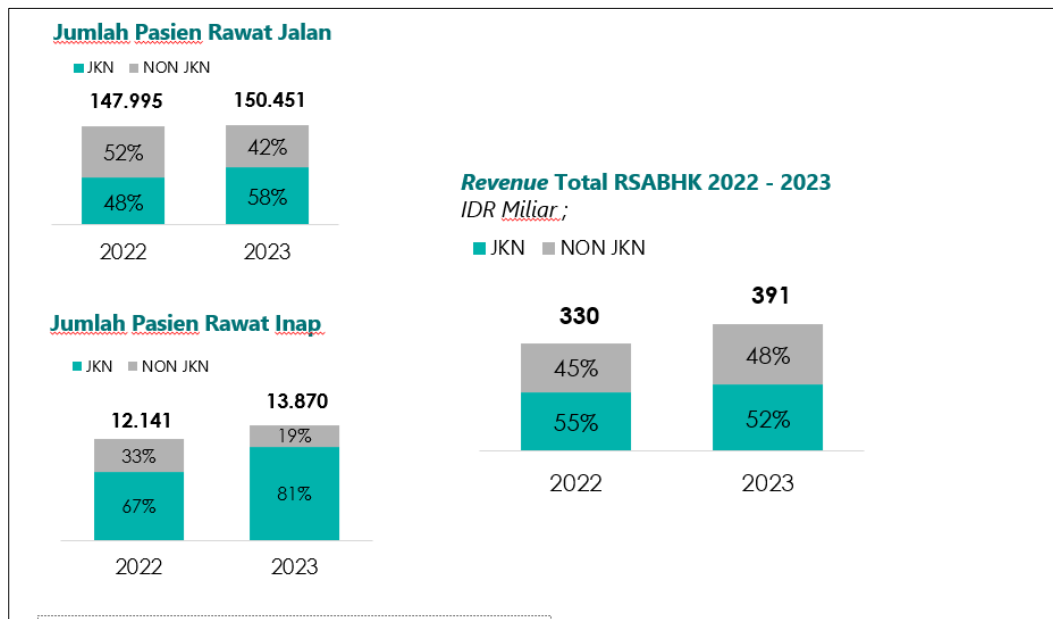 Jumlah Pasien Rawat Jalan
JKN NON JKN
147.995 150.451
52% 42%
48% 58%
2022 2023
Jumlah Pasien Rawat Inap
JKN NON JKN
12.141 13.870
33% 19%
67% 81%
2022 2023
Revenue Total RSABHK 2022 - 2023
IDR Miliar ;
JKN NON JKN
330 391
45% 48%
55% 52%
2022 2023